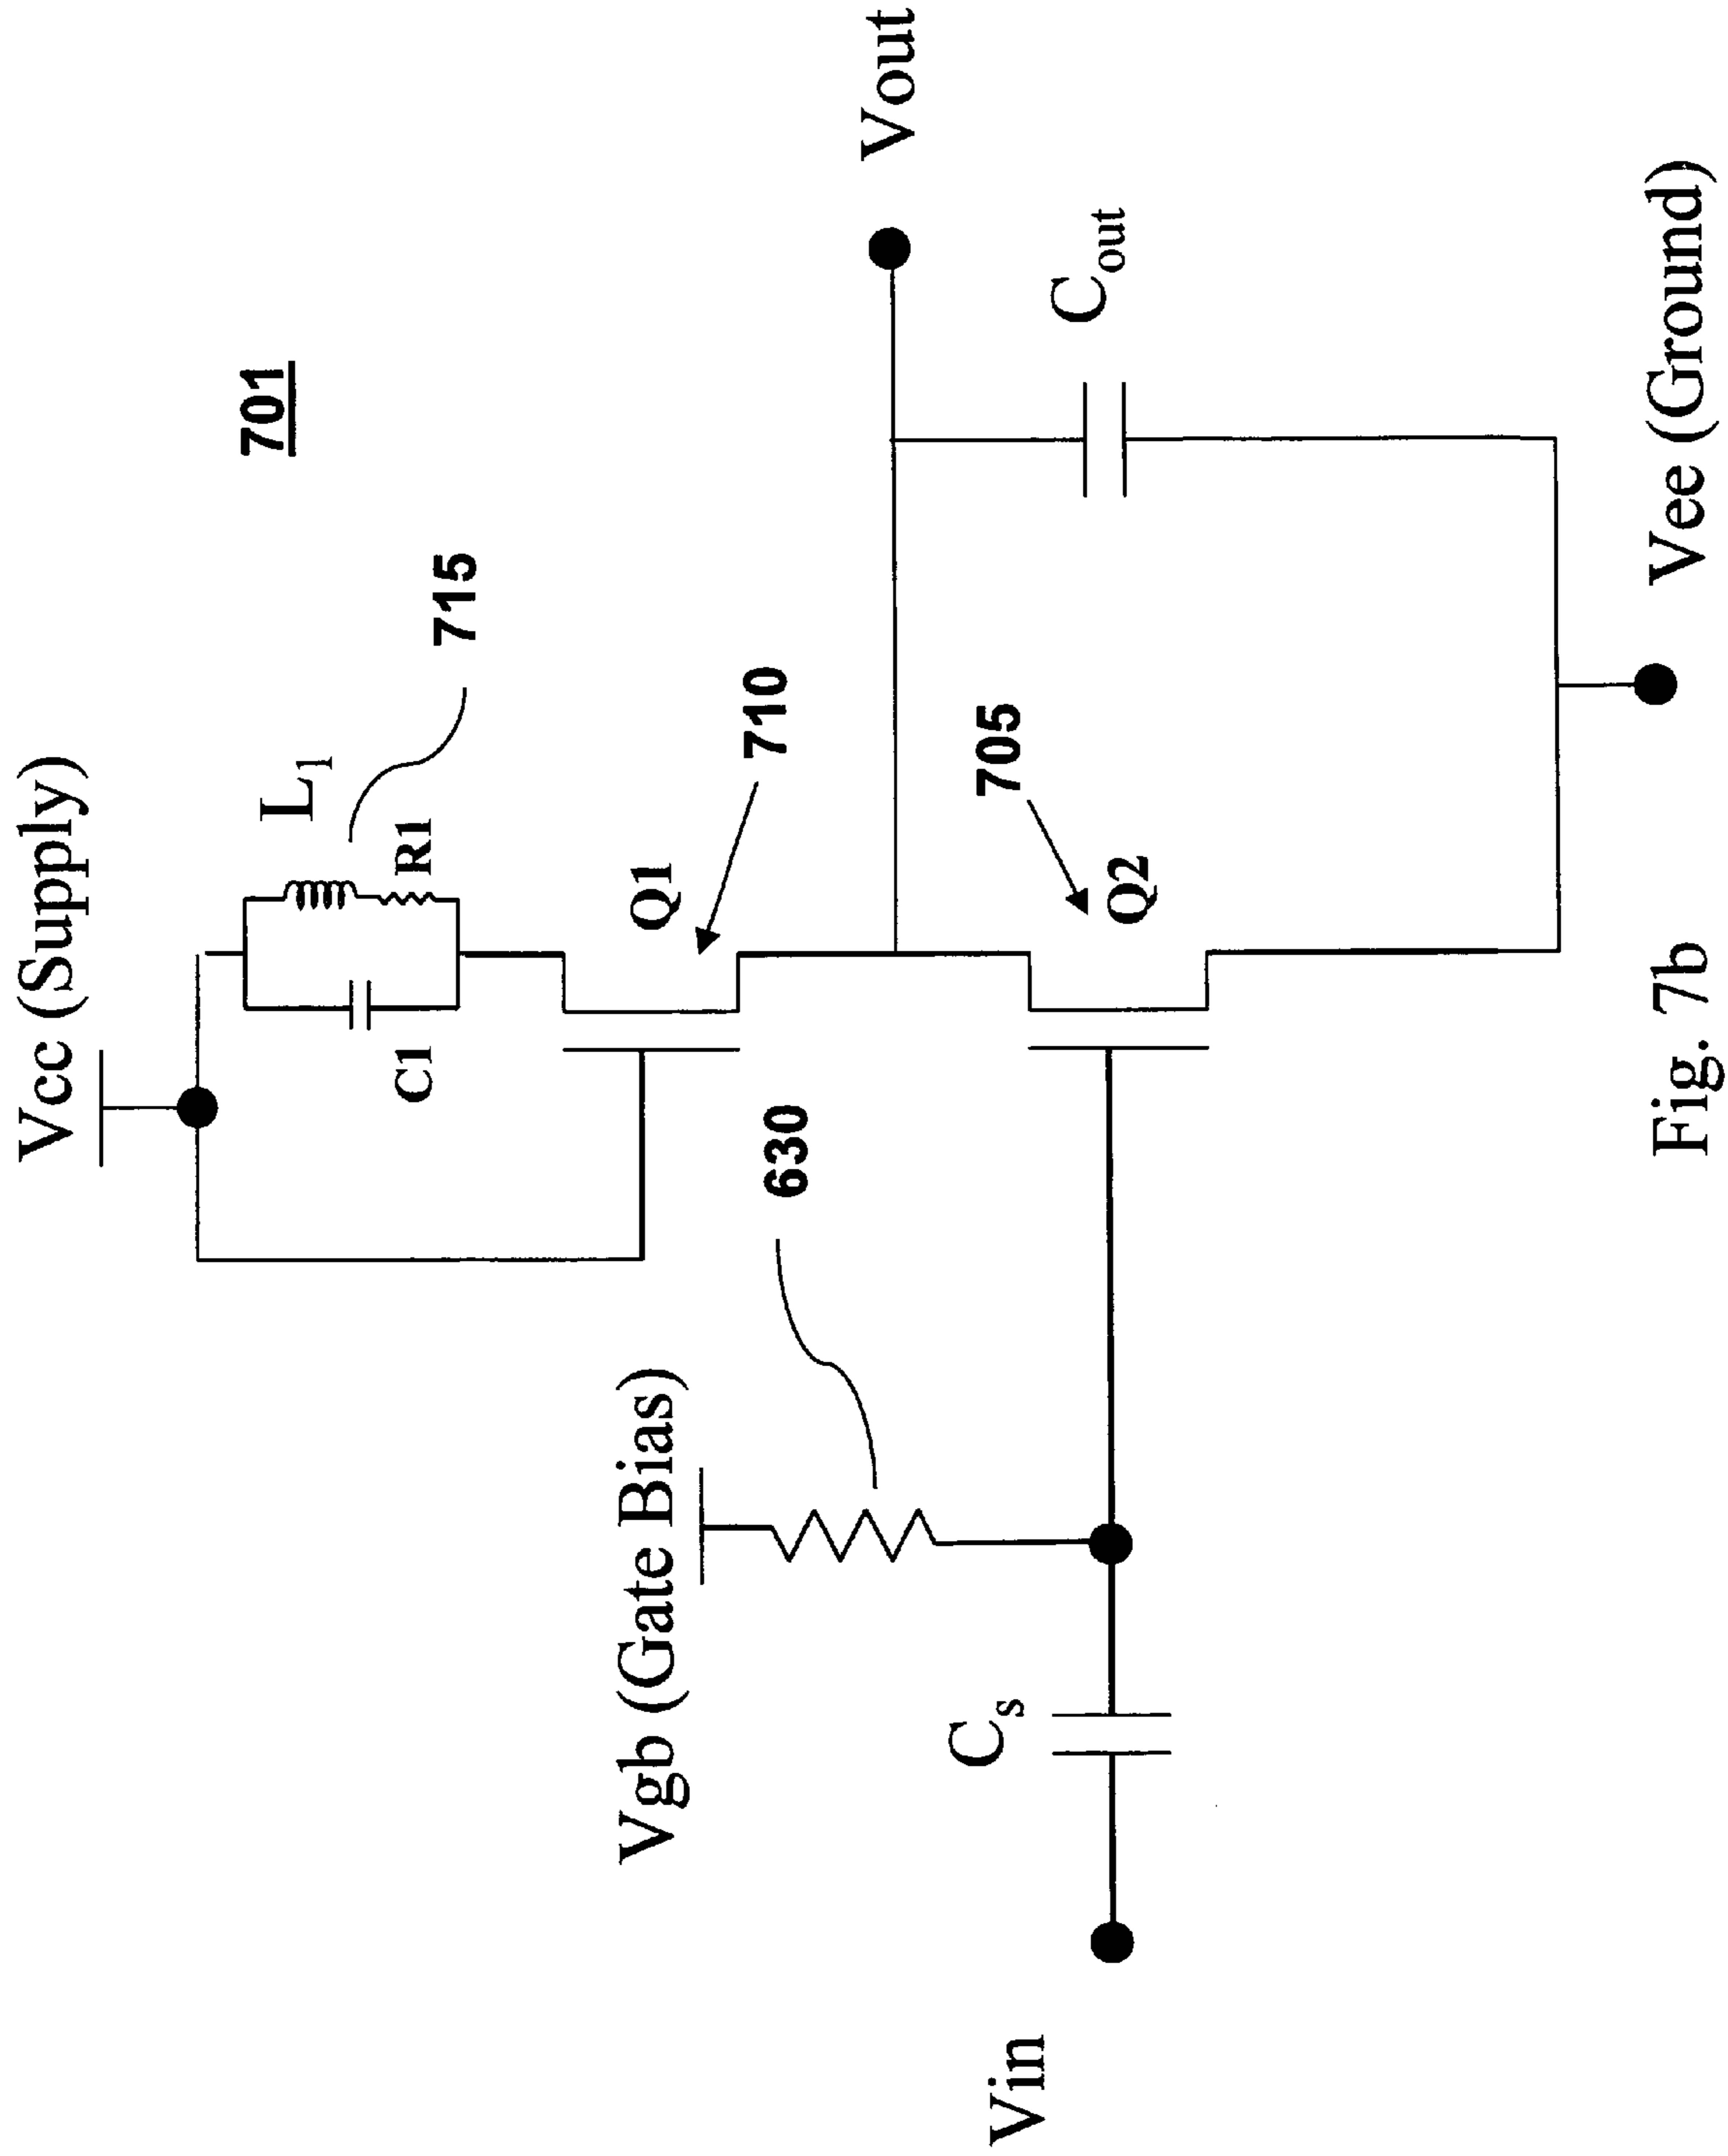 Vcc (Supply)
701
L1
715
C1
R1
Q1
710
Vgb (Gate Bias)
630
Vout
705
Q2
Cs
Cout
Vin
Vee (Ground)
Fig. 7b